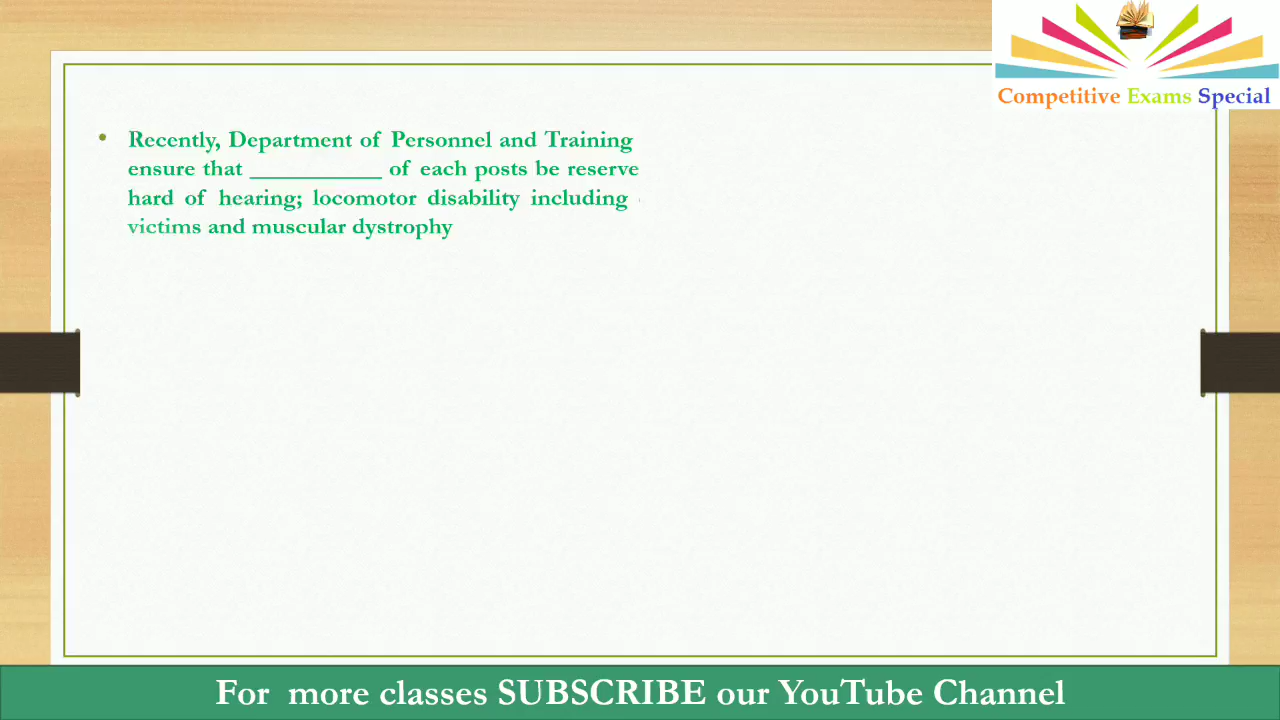 Competitive Exams Special
Recently, Department of Personnel and Training
ensure that ___________ of each posts be reserve
hard of hearing; locomotor disability including
victims and muscular dystrophy
For more classes SUBSCRIBE our YouTube Channel